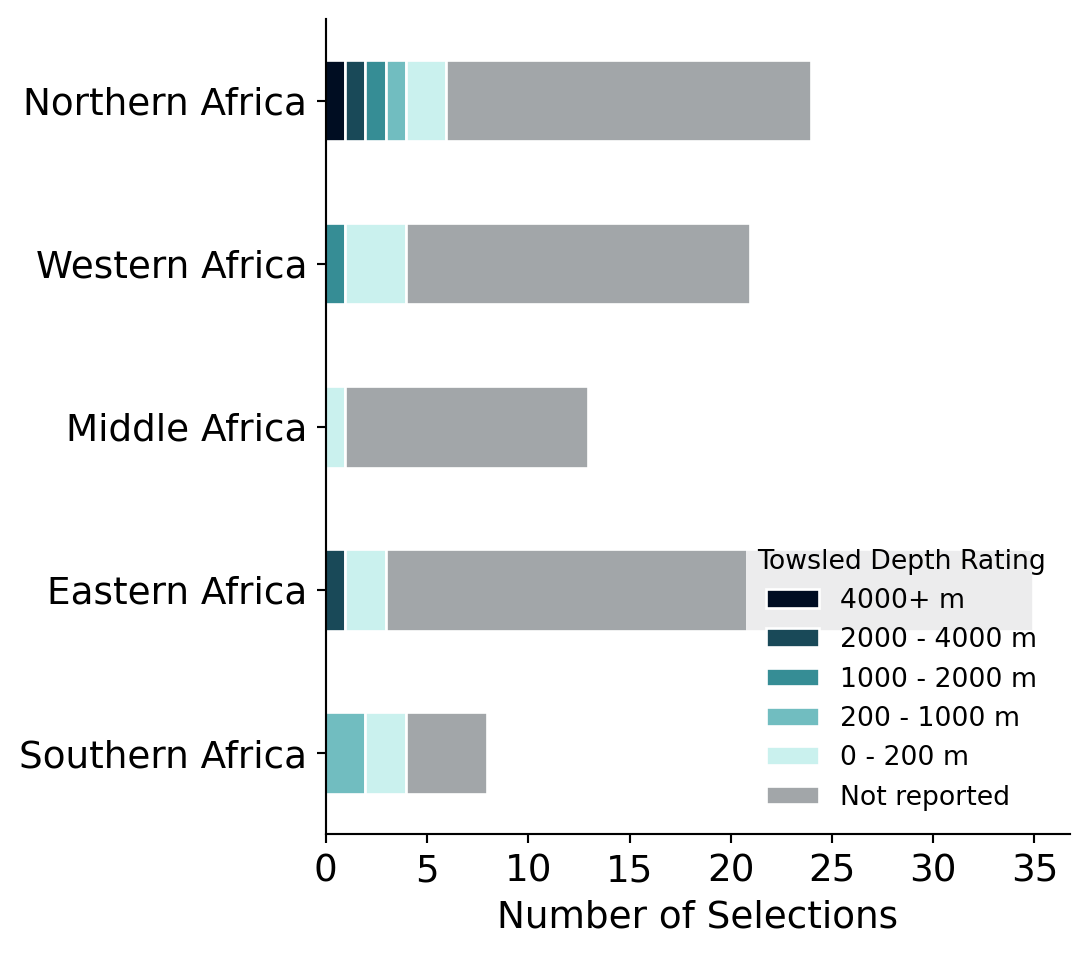 Northern Africa
Western Africa
Middle Africa
Eastern Africa
Southern Africa
Towsled Depth Rating
4000+ m
2000 - 4000 m
1000 - 2000 m
200 - 1000 m
0 - 200 m
Not reported
0 5 10 15 20 25 30 35
Number of Selections